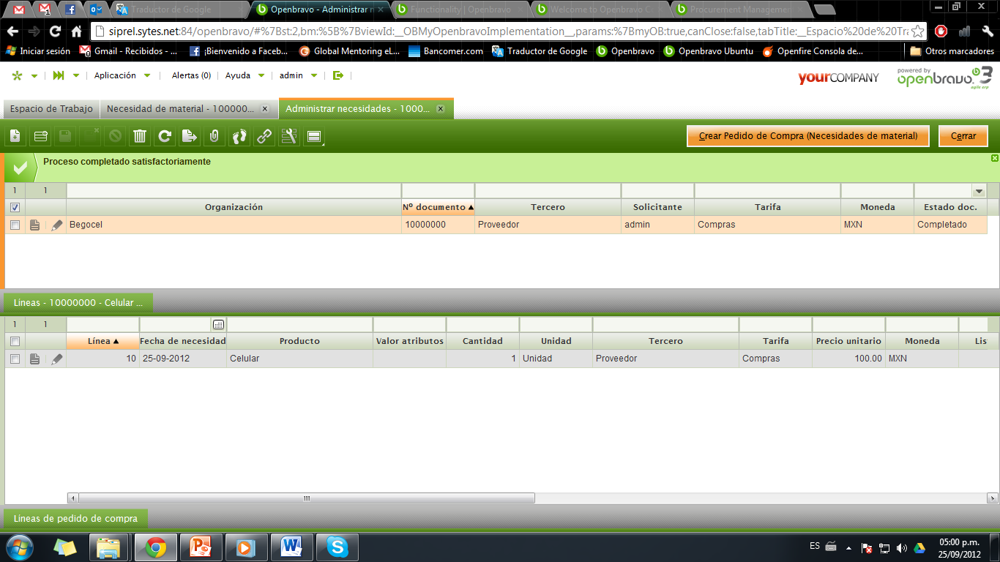 Traductor de Google
Openbravo - Administrar n
Functionality | Openbravo
Welcome to Openbravo C
Procurement Management
siprel.sytes.net:84/openbravo/#%7Bst:2,bm:%5B%7BviewId:__OBMyOpenbravoImplementation__,params:%7BmyOB:true,canClose:false,tabTitle:__Espacio%20de%20Tra
Iniciar sesión
Gmail - Recibidos - ...
¡Bienvenido a Faceb...
Global Mentoring eL...
Bancomer.com
Traductor de Google
Openbravo
Openbravo Ubuntu
Openfire Consola de...
Otros marcadores
Aplicación
Alertas (0)
Ayuda
admin
yourCOMPANY
powered by
openbravo 3
agile erp
Espacio de Trabajo
Necesidad de material - 100000...
Administrar necesidades - 1000...
Crear Pedido de Compra (Necesidades de material)
Cerrar
Proceso completado satisfactoriamente
1 1
Organización Nº documento Tercero Solicitante Tarifa Moneda Estado doc.
Begocel 10000000 Proveedor admin Compras MXN Completado
Líneas - 10000000 - Celular ...
1 1
Línea Fecha de necesidad Producto Valor atributos Cantidad Unidad Tercero Tarifa Precio unitario Moneda Lis
10 25-09-2012 Celular 1 Unidad Proveedor Compras 100.00 MXN
Líneas de pedido de compra
ES
05:00 p.m.
25/09/2012